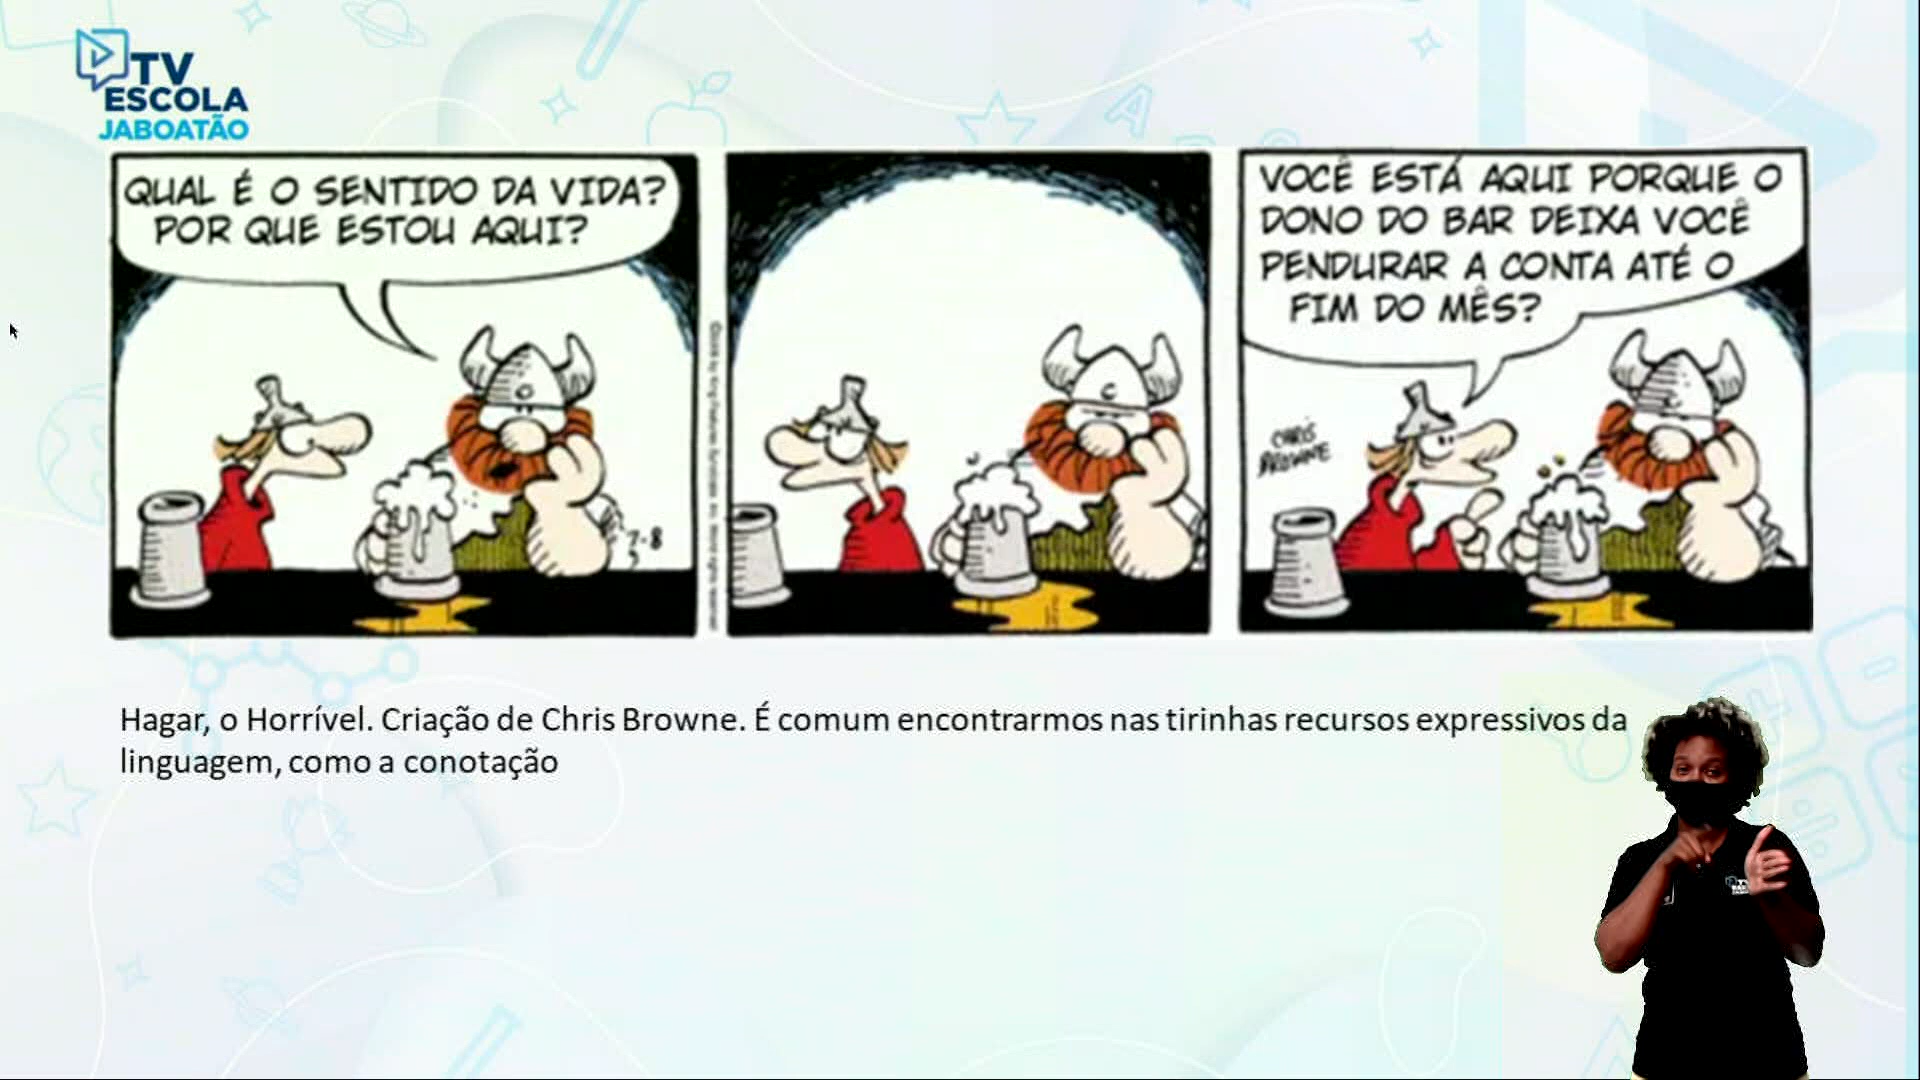 TV
ESCOLA
JABOATÃO
QUAL É O SENTIDO DA VIDA?
POR QUE ESTOU AQUI?
7-8
VOCÊ ESTÁ AQUI PORQUE O
DONO DO BAR DEIXA VOCÊ
PENDURAR A CONTA ATÉ O
FIM DO MÊS?
CHRIS
BROWNE
Hagar, o Horrível. Criação de Chris Browne. É comum encontrarmos nas tirinhas recursos expressivos da
linguagem, como a conotação